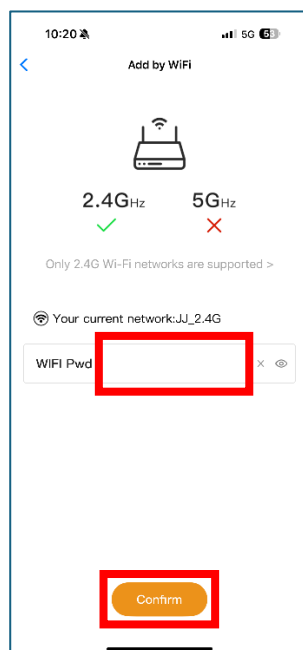 10:20 5G
Add by WiFi
2.4GHz 5GHz
Only 2.4G Wi-Fi networks are supported >
Your current network:JJ_2.4G
WIFI Pwd
Confirm